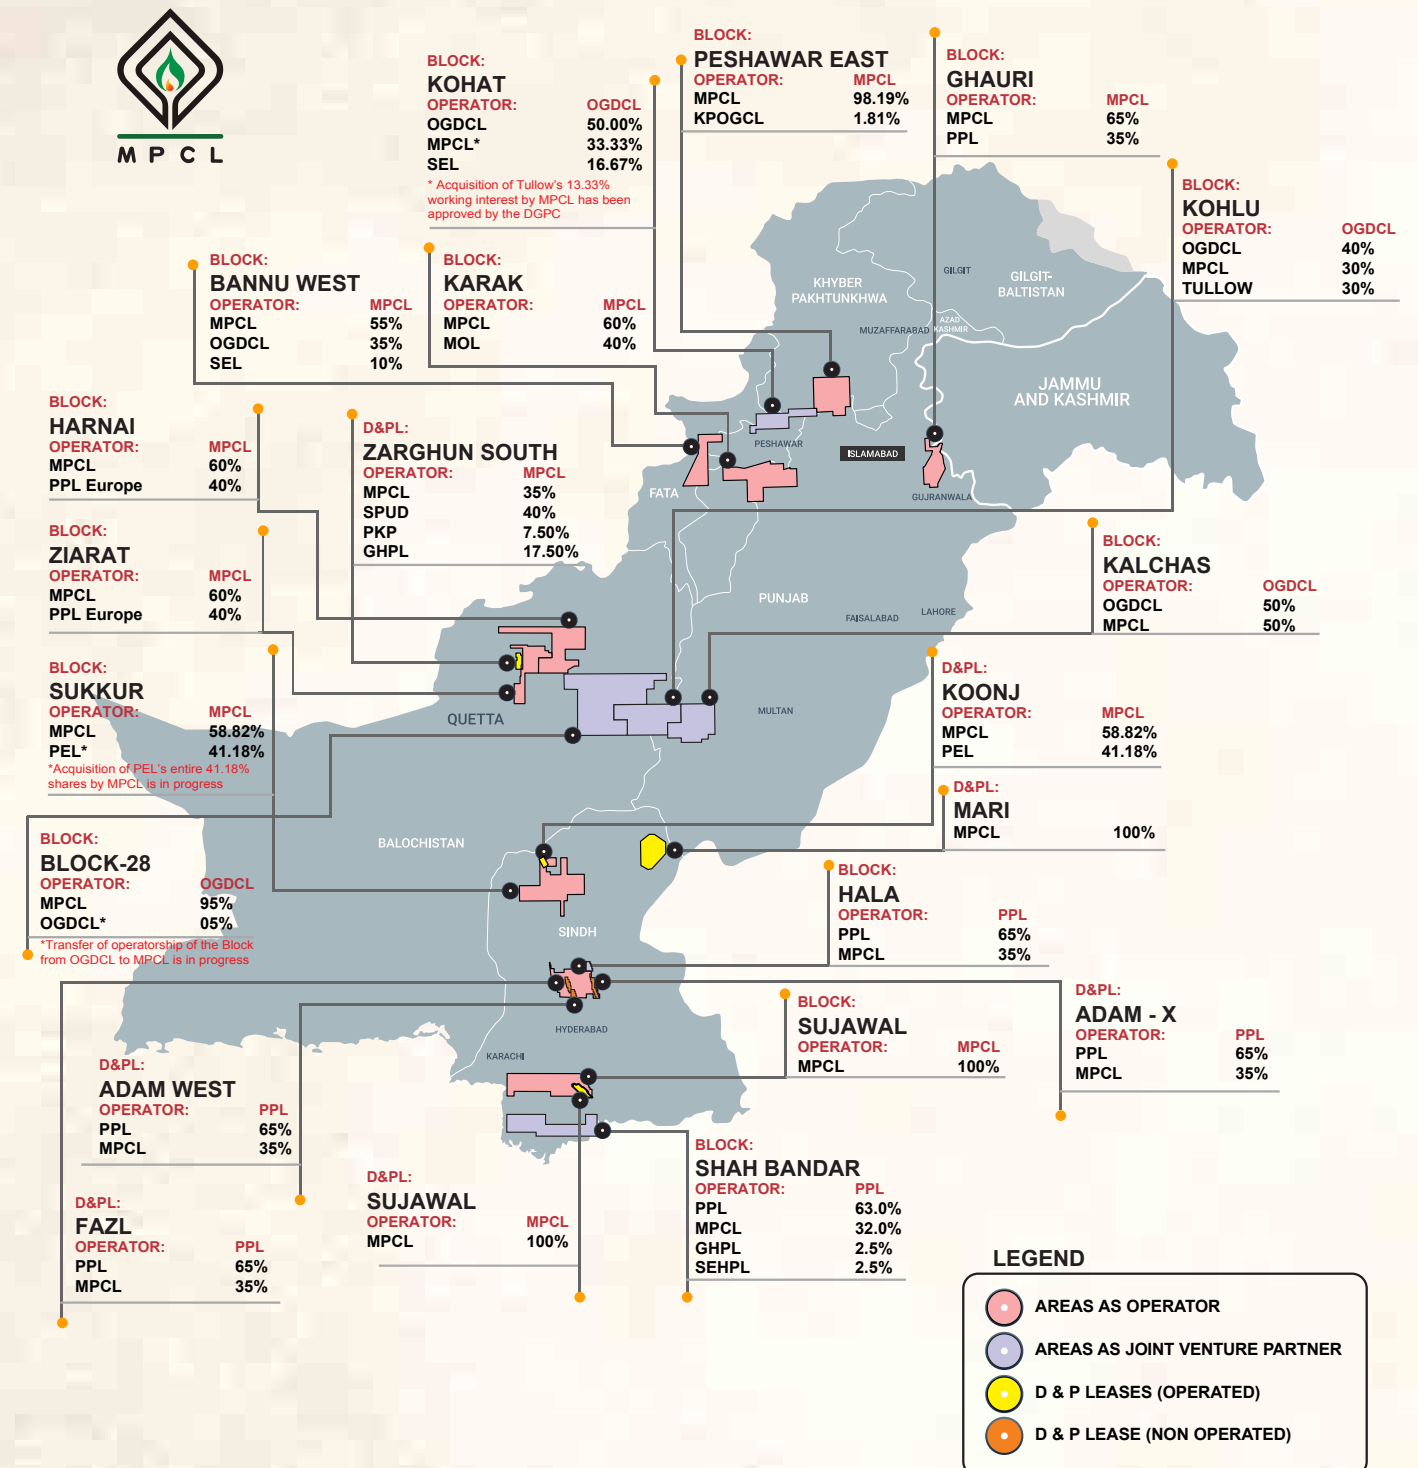 MPCL
BLOCK:
KOHAT
OPERATOR: OGDCL
OGDCL 50.00%
MPCL* 33.33%
SEL 16.67%
* Acquisition of Tullow's 13.33%
working interest by MPCL has been
approved by the DGPC
BLOCK:
PESHAWAR EAST
OPERATOR: MPCL
MPCL 98.19%
KPOGCL 1.81%
BLOCK:
GHAURI
OPERATOR: MPCL
MPCL 65%
PPL 35%
BLOCK:
KOHLU
OPERATOR: OGDCL
OGDCL 40%
MPCL 30%
TULLOW 30%
BLOCK:
BANNU WEST
OPERATOR: MPCL
MPCL 55%
OGDCL 35%
SEL 10%
BLOCK:
KARAK
OPERATOR: MPCL
MPCL 60%
MOL 40%
BLOCK:
HARNAI
OPERATOR: MPCL
MPCL 60%
PPL Europe 40%
D&PL:
ZARGHUN SOUTH
OPERATOR: MPCL
MPCL 35%
SPUD 40%
PKP 7.50%
GHPL 17.50%
BLOCK:
ZIARAT
OPERATOR: MPCL
MPCL 60%
PPL Europe 40%
BLOCK:
KALCHAS
OPERATOR: OGDCL
OGDCL 50%
MPCL 50%
BLOCK:
SUKKUR
OPERATOR: MPCL
MPCL 58.82%
PEL* 41.18%
*Acquisition of PEL's entire 41.18%
shares by MPCL is in progress
D&PL:
KOONJ
OPERATOR: MPCL
MPCL 58.82%
PEL 41.18%
D&PL:
MARI
MPCL 100%
BLOCK:
BLOCK-28
OPERATOR: OGDCL
MPCL 95%
OGDCL* 05%
*Transfer of operatorship of the Block
from OGDCL to MPCL is in progress
BLOCK:
HALA
OPERATOR: PPL
PPL 65%
MPCL 35%
D&PL:
ADAM - X
OPERATOR: PPL
PPL 65%
MPCL 35%
BLOCK:
SUJAWAL
OPERATOR: MPCL
MPCL 100%
D&PL:
ADAM WEST
OPERATOR: PPL
PPL 65%
MPCL 35%
D&PL:
FAZL
OPERATOR: PPL
PPL 65%
MPCL 35%
D&PL:
SUJAWAL
OPERATOR: MPCL
MPCL 100%
BLOCK:
SHAH BANDAR
OPERATOR: PPL
PPL 63.0%
MPCL 32.0%
GHPL 2.5%
SEHPL 2.5%
KHYBER
PAKHTUNKHWA
GILGIT
GILGIT-
BALTISTAN
MUZAFFARABAD
AZAD
KASHMIR
JAMMU
AND KASHMIR
PESHAWAR
ISLAMABAD
FATA
GUJRANWALA
PUNJAB
FAISALABAD
LAHORE
QUETTA
MULTAN
BALOCHISTAN
SINDH
HYDERABAD
KARACHI
LEGEND
AREAS AS OPERATOR
AREAS AS JOINT VENTURE PARTNER
D & P LEASES (OPERATED)
D & P LEASE (NON OPERATED)